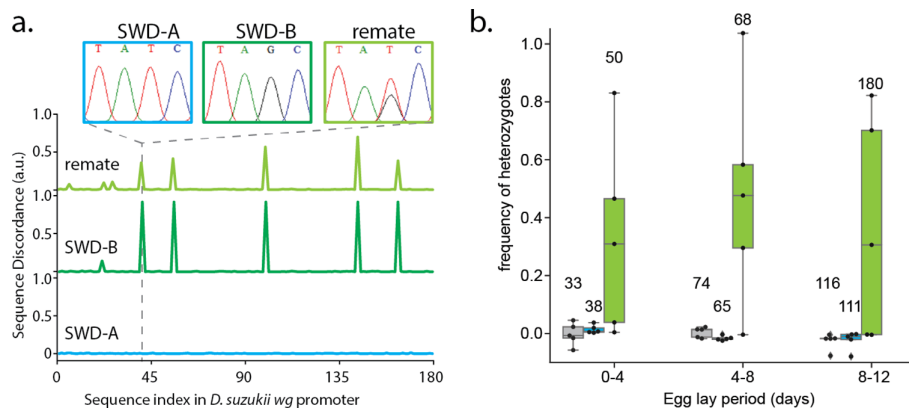 a.
SWD-A SWD-B remate
T A T C T A G C T A T C
Sequence Discordance (a.u.)
1.0
remate
0.5
1.0
SWD-B
0.5
1.0
0.5
SWD-A
0
0 45 90 135 180
Sequence index in D. suzukii wg promoter
b.
frequency of heterozygotes
1.0
0.8
0.6
0.4
0.2
0.0
50
68
180
33
38
74
65
116
111
0-4 4-8 8-12
Egg lay period (days)